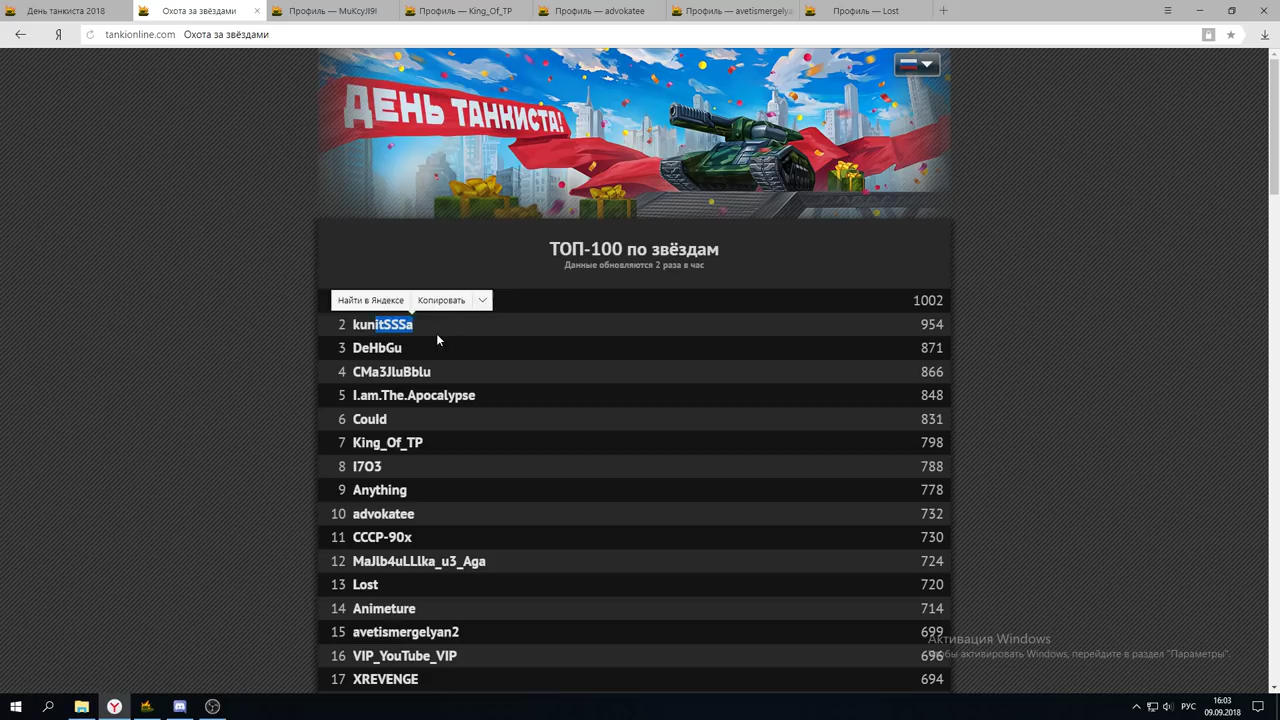 День танкиста 2018
Охота за звёздами
Профиль — MuKcyJI9I
Профиль — King_Of_TP
Профиль — advokatee
Профиль — avetismergelya
Профиль — Lost
tankionline.com Охота за звёздами
ДЕНЬ ТАНКИСТА!
ТОП-100 по звёздам
Данные обновляются 2 раза в час
Найти в Яндексе Копировать
1002
2 kunitSSSa 954
3 DeHbGu 871
4 CMa3JluBblu 866
5 I.am.The.Apocalypse 848
6 CouId 831
7 King_Of_TP 798
8 I7O3 788
9 Anything 778
10 advokatee 732
11 CCCP-90x 730
12 MaJlb4uLLlka_u3_Aga 724
13 Lost 720
14 Animeture 714
15 avetismergelyan2 699
16 VIP_YouTube_VIP 696
17 XREVENGE 694
Активация Windows
Чтобы активировать Windows, перейдите в раздел "Параметры".
РУС
16:03
09.09.2018